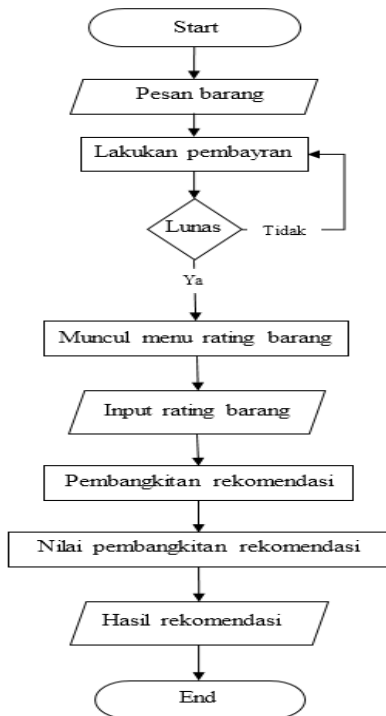 Start
Pesan barang
Lakukan pembayran
Lunas
Tidak
Ya
Muncul menu rating barang
Input rating barang
Pembangkitan rekomendasi
Nilai pembangkitan rekomendasi
Hasil rekomendasi
End